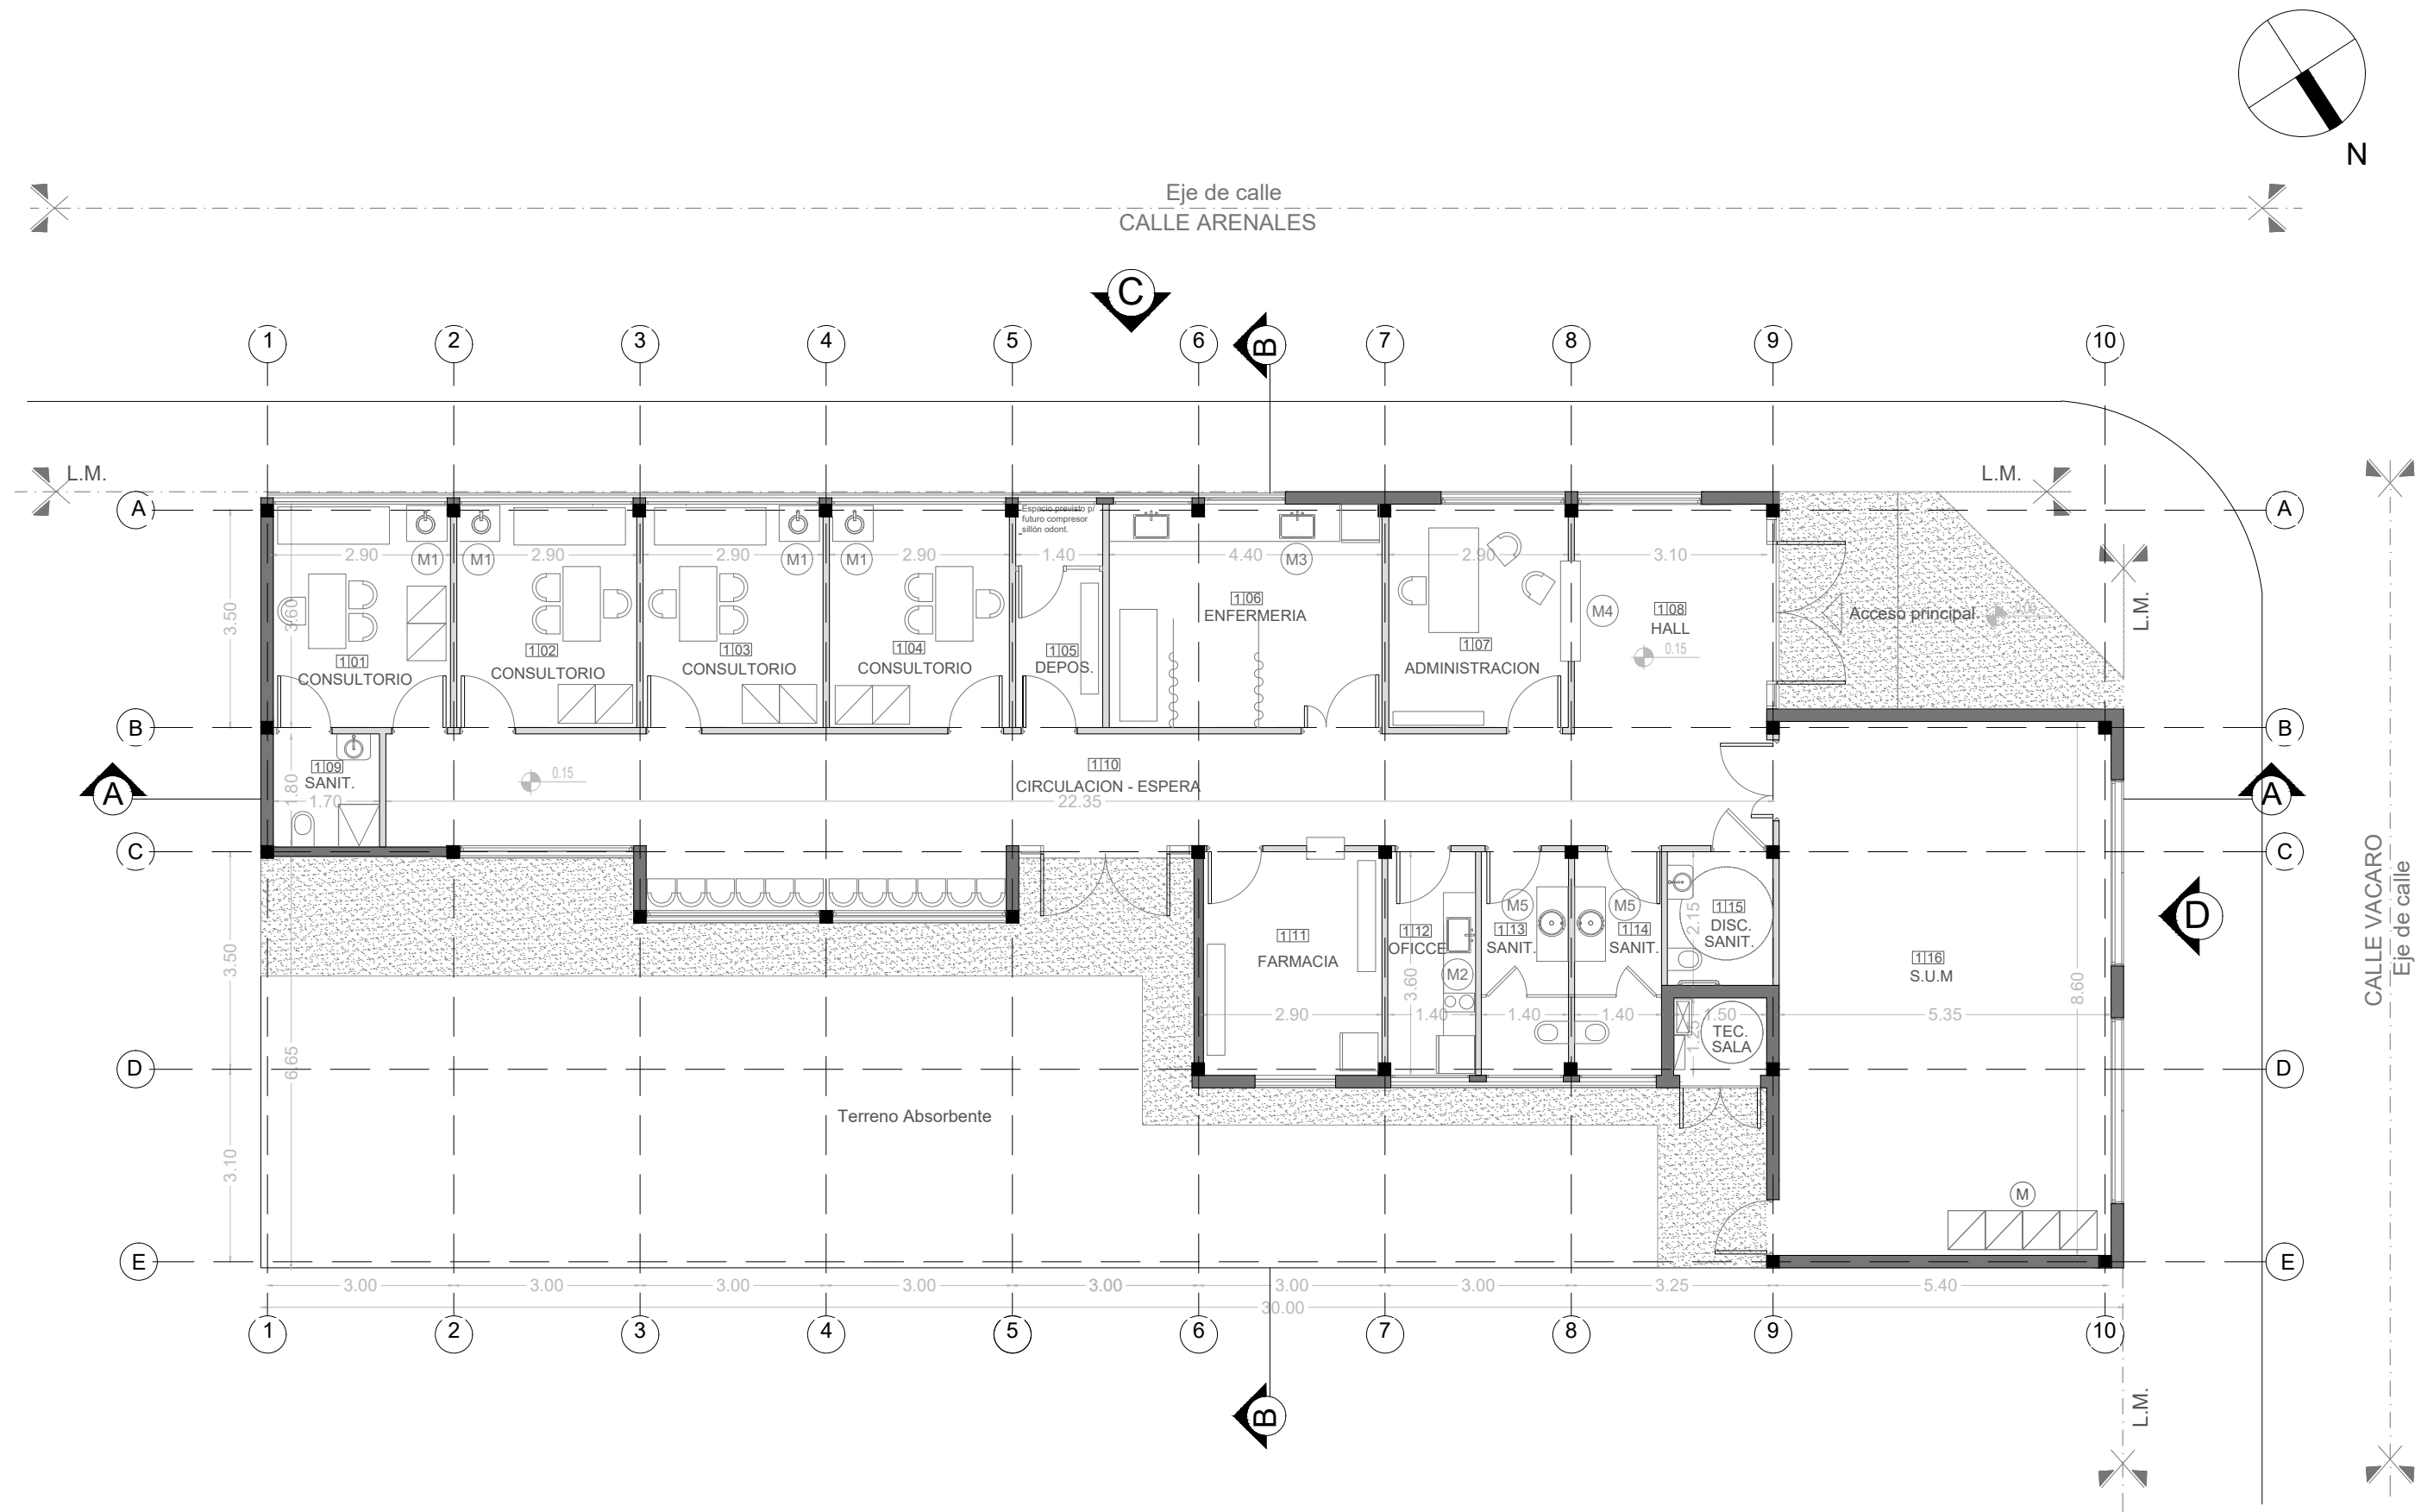 N
Eje de calle
CALLE ARENALES
C
1 2 3 4 5 6 B 7 8 9 10
L.M. L.M.
A A
Espacio previsto p/
futuro compresor
sillón odont.
2.90 M1 M1 2.90 2.90 M1 M1 2.90 1.40 4.40 M3 2.90 3.10
3.50 3.60
1 01
CONSULTORIO
1 02
CONSULTORIO
1 03
CONSULTORIO
1 04
CONSULTORIO
1 05
DEPOS.
1 06
ENFERMERIA
1 07
ADMINISTRACION
M4
1 08
HALL
0.15
Acceso principal
L.M.
B B
1 09
SANIT.
1.80
1.70
0.15
1 10
CIRCULACION - ESPERA
22.35
A A
C C
D
CALLE VACARO
Eje de calle
1 11
FARMACIA
2.90
1 12
OFICCE
M2
3.60
1.40
M5
1 13
SANIT.
1.40
M5
1 14
SANIT.
1.40
2.15
1 15
DISC.
SANIT.
1.50
1.25
TEC.
SALA
1 16
S.U.M
5.35
8.60
3.50
6.65
D D
Terreno Absorbente
3.10
M
E E
3.00 3.00 3.00 3.00 3.00 3.00 3.00 3.25 5.40
30.00
1 2 3 4 5 6 7 8 9 10
B
L.M.